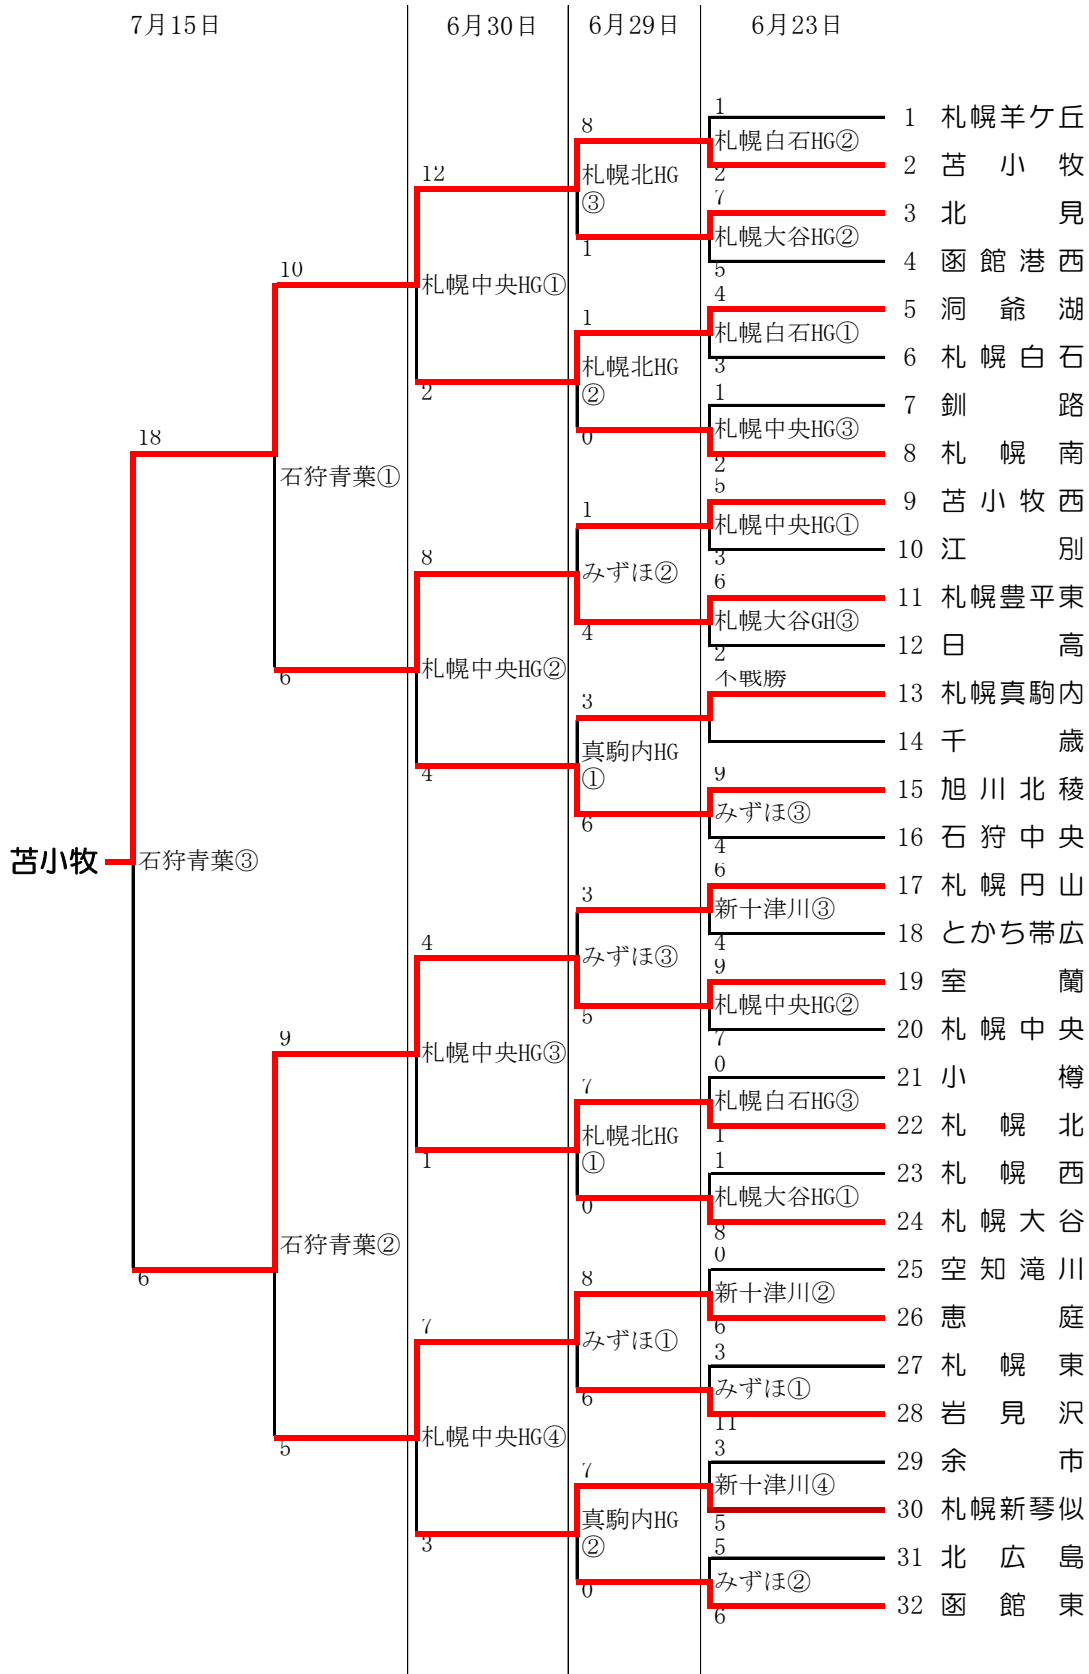 7月15日 6月30日 6月29日 6月23日
1
1 札幌羊ケ丘
8
札幌白石HG②
12
札幌北HG
③
2 苫小牧
2
7
3 北見
札幌大谷HG②
1
4 函館港西
5
10
札幌中央HG①
4
5 洞爺湖
1
札幌白石HG①
札幌北HG
②
6 札幌白石
3
2
1
7 釧路
18
札幌中央HG③
0
8 札幌南
2
石狩青葉①
5
9 苫小牧西
1
札幌中央HG①
8
10 江別
3
みずほ②
6
11 札幌豊平東
札幌大谷GH③
4
12 日高
2
6
札幌中央HG②
不戦勝
13 札幌真駒内
3
14 千歳
真駒内HG
①
4
9
15 旭川北稜
みずほ③
6
16 石狩中央
4
苫小牧
石狩青葉③
6
17 札幌円山
3
新十津川③
4
18 とかち帯広
4
みずほ③
9
19 室蘭
札幌中央HG②
5
20 札幌中央
7
9
札幌中央HG③
0
21 小樽
7
札幌白石HG③
札幌北HG
①
22 札幌北
1
1
1
23 札幌西
札幌大谷HG①
0
24 札幌大谷
8
石狩青葉②
0
25 空知滝川
6
8
新十津川②
26 恵庭
6
7
みずほ①
3
27 札幌東
みずほ①
6
28 岩見沢
11
5
札幌中央HG④
3
29 余市
7
新十津川④
30 札幌新琴似
5
真駒内HG
②
3
5
31 北広島
みずほ②
0
32 函館東
6